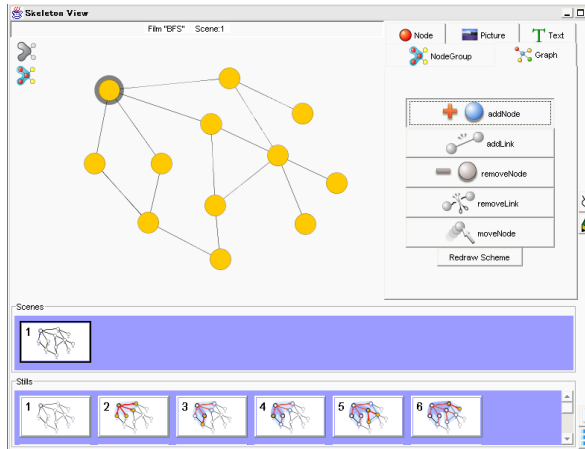 Skeleton View
Film "BFS" Scene:1
Node Picture Text
NodeGroup Graph
addNode
addLink
removeNode
removeLink
moveNode
Redraw Scheme
Scenes
1
Stills
1 2 3 4 5 6